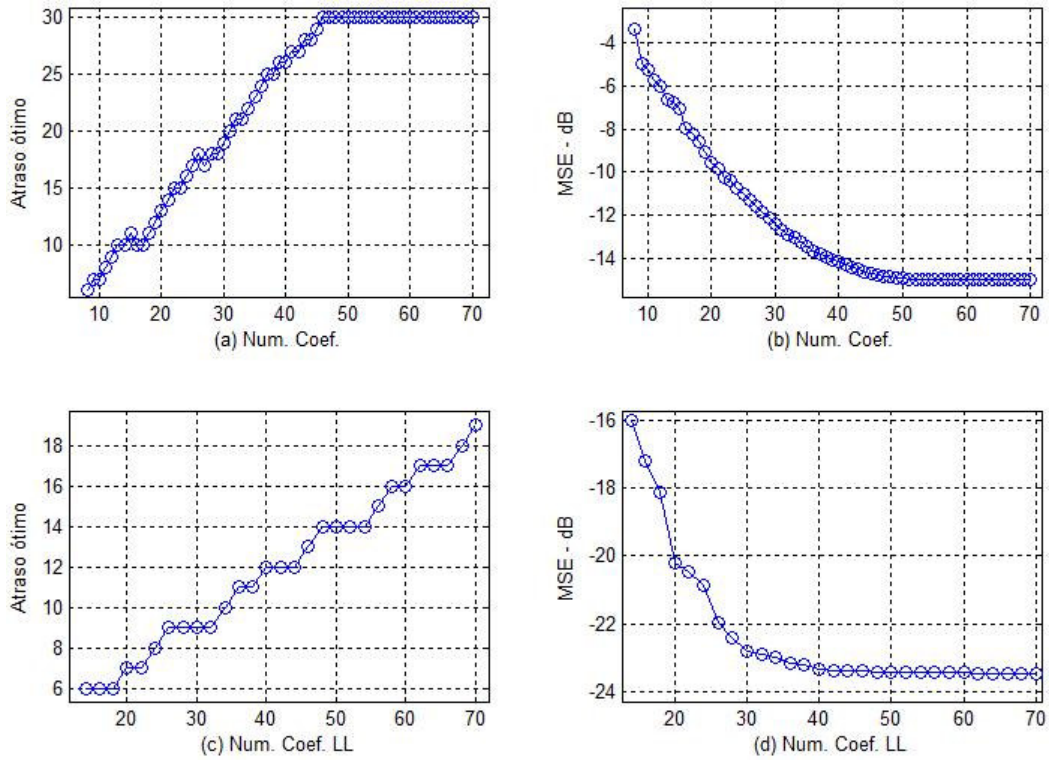 30
20
10
Atraso ótimo
10 20 30 40 50 60 70
(a) Num. Coef.
-4
-6
-8
-10
-12
-14
MSE - dB
10 20 30 40 50 60 70
(b) Num. Coef.
18
16
14
12
10
8
6
Atraso ótimo
20 30 40 50 60 70
(c) Num. Coef. LL
-16
-18
-20
-22
-24
MSE - dB
20 30 40 50 60 70
(d) Num. Coef. LL